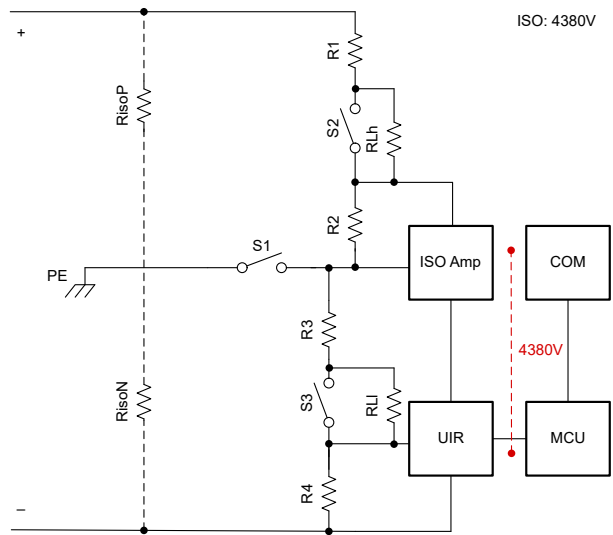 ISO: 4380V
+
R1
RisoP
S2
RLh
R2
S1
ISO Amp
COM
PE
R3
4380V
RisoN
S3
RLl
UIR
MCU
R4
–